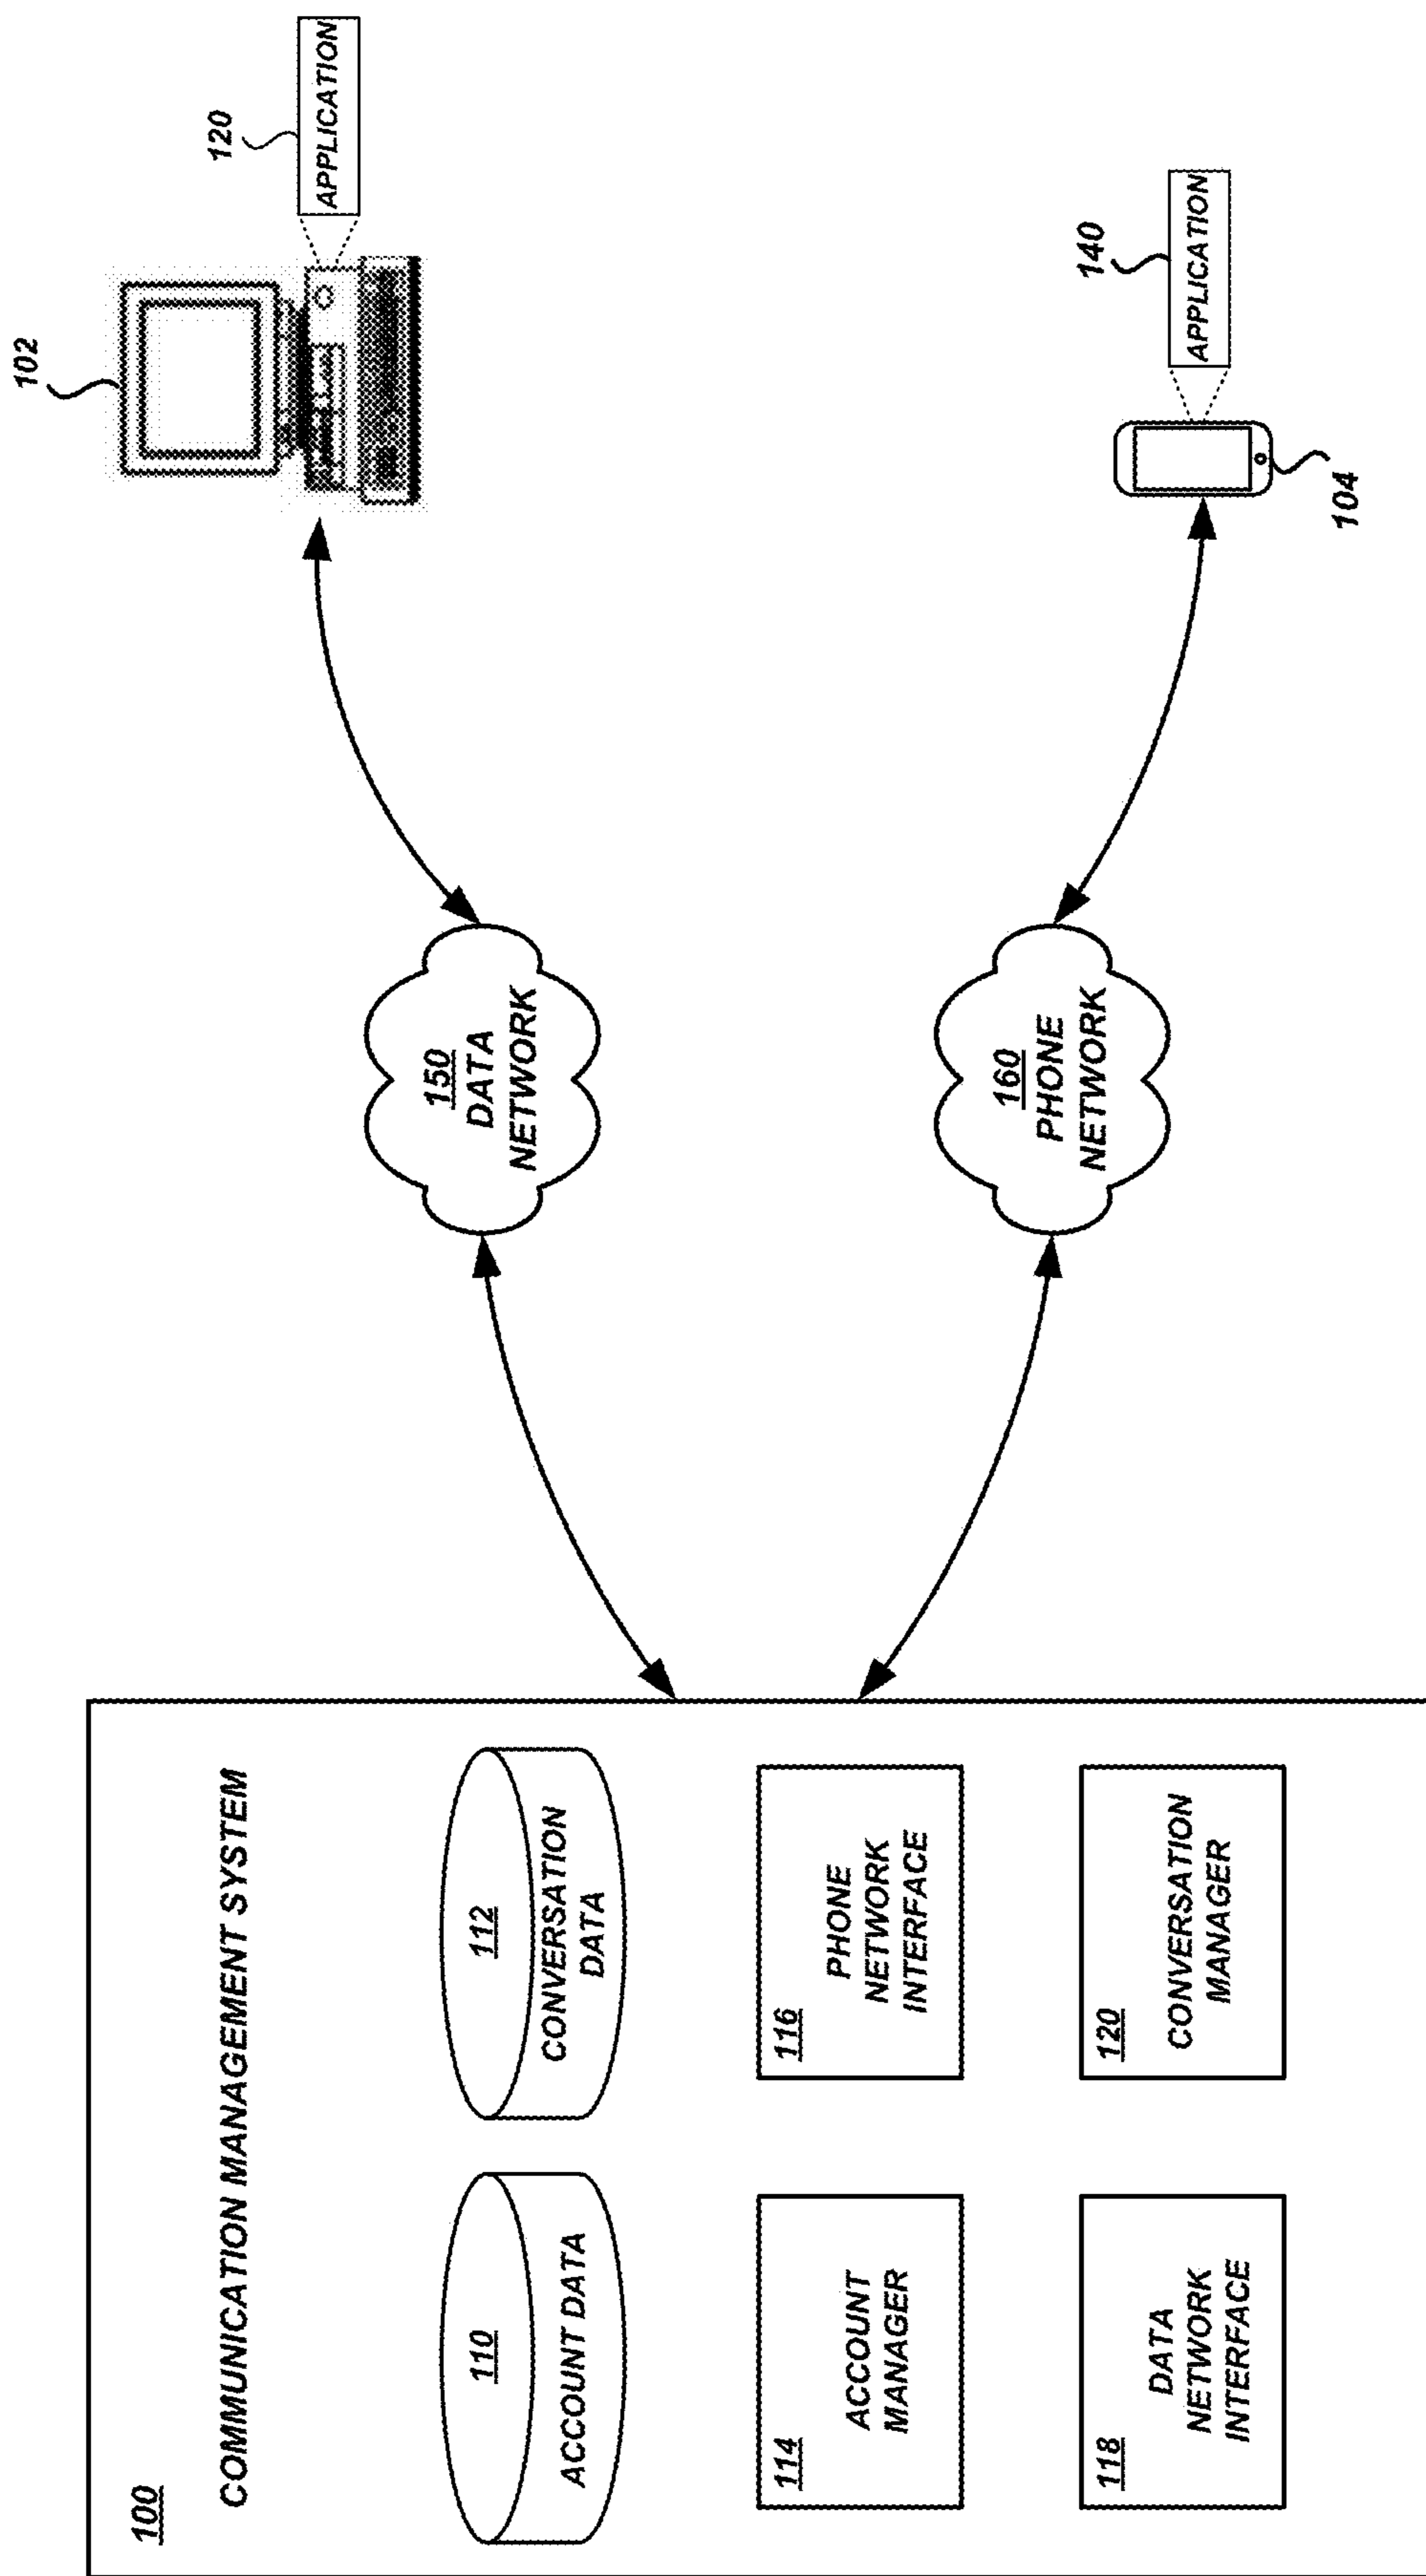 100
COMMUNICATION MANAGEMENT SYSTEM
110
ACCOUNT DATA
112
CONVERSATION
DATA
114
ACCOUNT
MANAGER
116
PHONE
NETWORK
INTERFACE
118
DATA
NETWORK
INTERFACE
120
CONVERSATION
MANAGER
150
DATA
NETWORK
160
PHONE
NETWORK
102
120
APPLICATION
140
APPLICATION
104